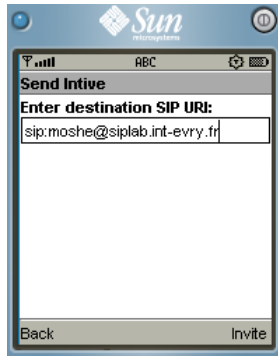 Sun
microsystems
ABC
Send Intive
Enter destination SIP URI:
sip:moshe@siplab.int-evry.fr
Back Invite